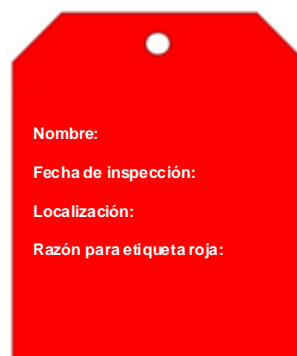 Nombre:
Fecha de inspección:
Localización:
Razón para etiqueta roja: